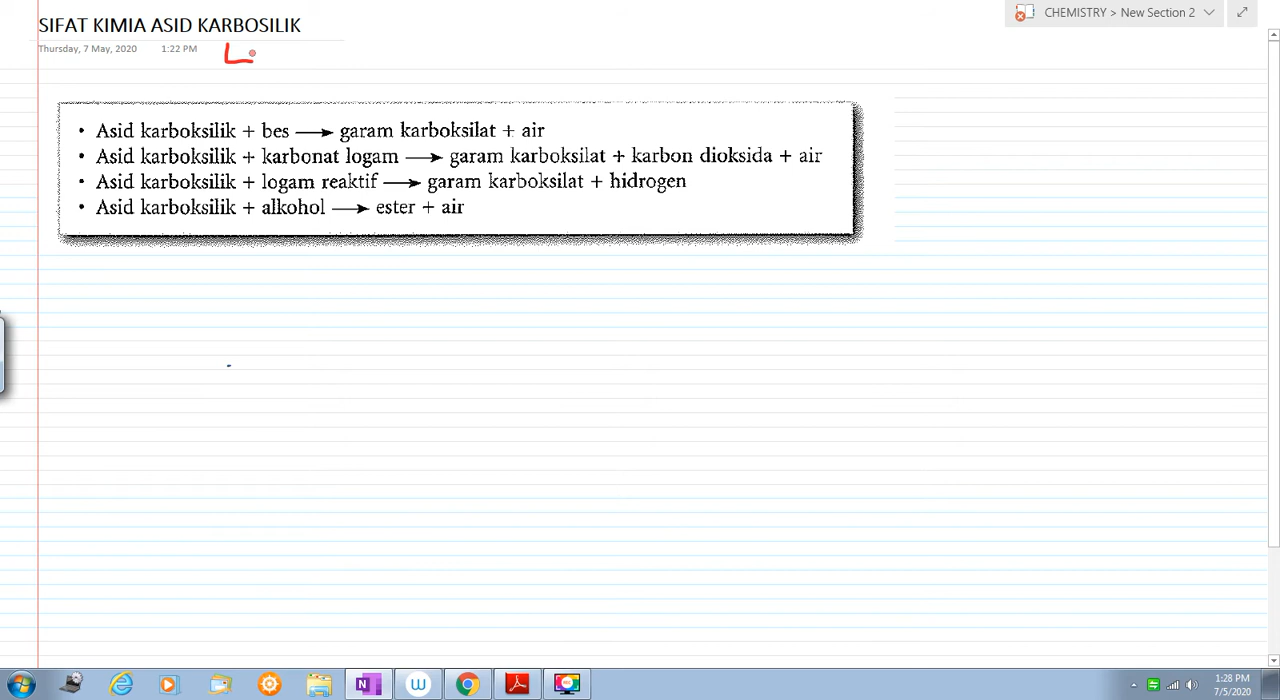 SIFAT KIMIA ASID KARBOSILIK
CHEMISTRY > New Section 2
Thursday, 7 May, 2020 1:22 PM
L
• Asid karboksilik + bes ⟶ garam karboksilat + air
• Asid karboksilik + karbonat logam ⟶ garam karboksilat + karbon dioksida + air
• Asid karboksilik + logam reaktif ⟶ garam karboksilat + hidrogen
• Asid karboksilik + alkohol ⟶ ester + air
N W
1:28 PM
7/5/2020